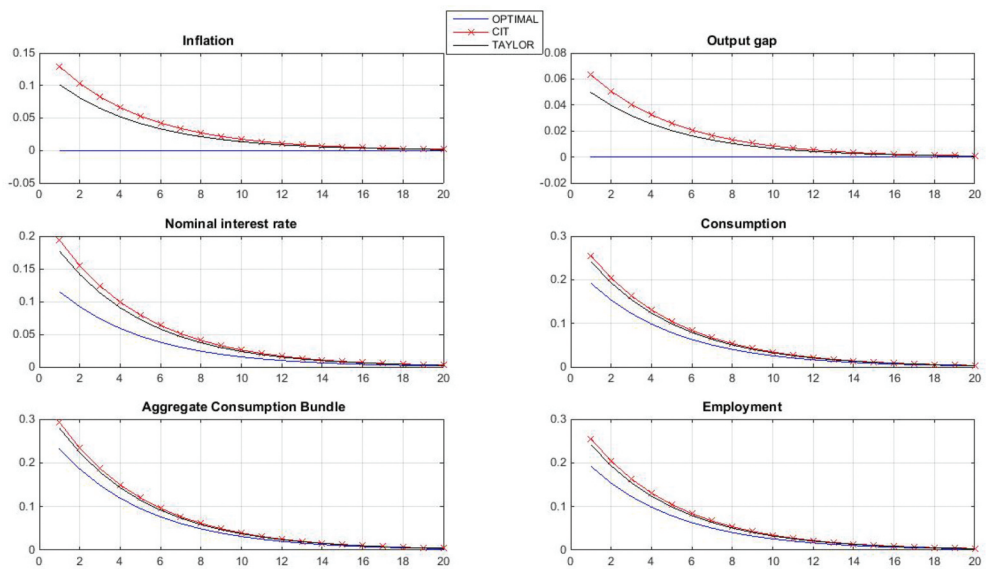 OPTIMAL
CIT
TAYLOR
Inflation
0.15
0.1
0.05
0
-0.05
0 2 4 6 8 10 12 14 16 18 20
Output gap
0.08
0.06
0.04
0.02
0
-0.02
0 2 4 6 8 10 12 14 16 18 20
Nominal interest rate
0.2
0.15
0.1
0.05
0
0 2 4 6 8 10 12 14 16 18 20
Consumption
0.3
0.2
0.1
0
0 2 4 6 8 10 12 14 16 18 20
Aggregate Consumption Bundle
0.3
0.2
0.1
0
0 2 4 6 8 10 12 14 16 18 20
Employment
0.3
0.2
0.1
0
0 2 4 6 8 10 12 14 16 18 20